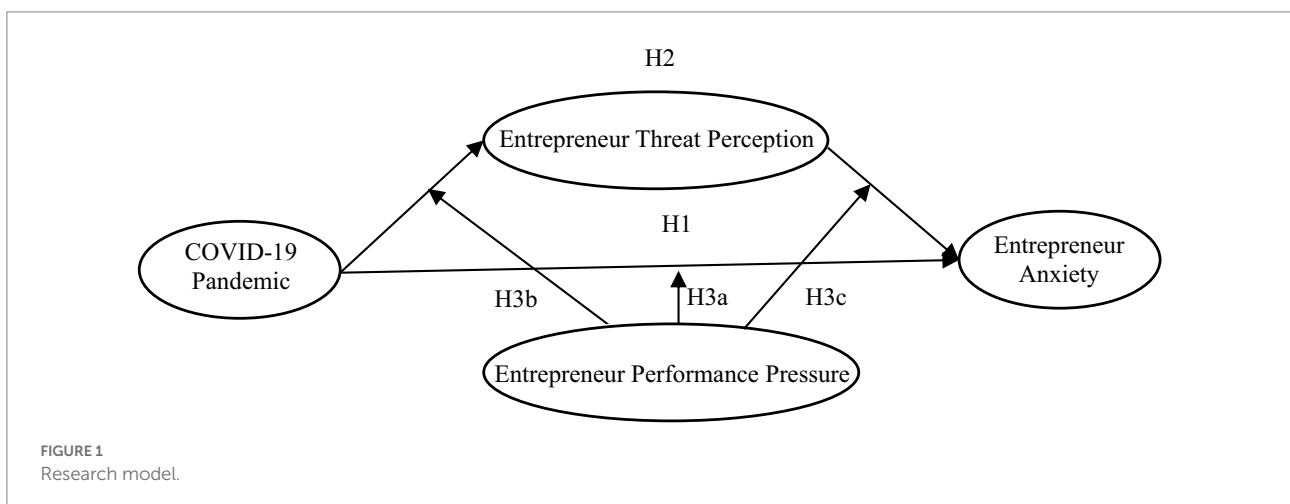 H2
Entrepreneur Threat Perception
H1
COVID-19
Pandemic
Entrepreneur
Anxiety
H3b
H3a
H3c
Entrepreneur Performance Pressure
FIGURE 1
Research model.